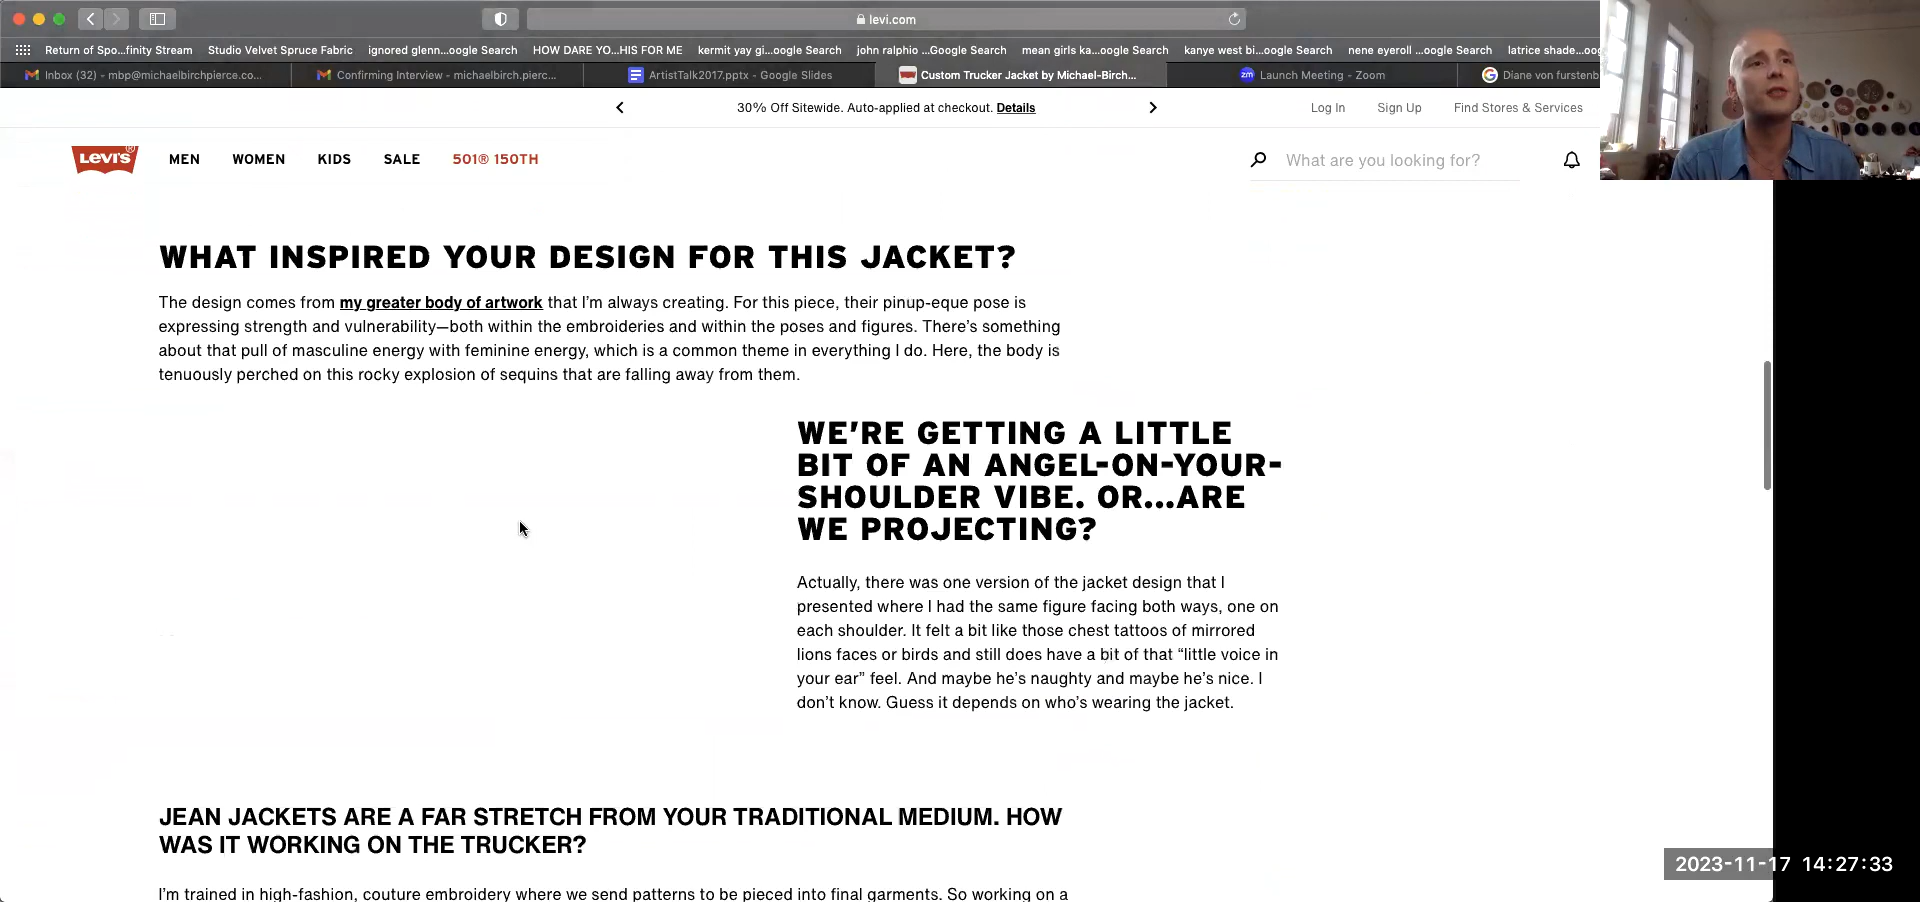 levi.com
Return of Spo...finity Stream
Studio Velvet Spruce Fabric
ignored glenn...oogle Search
HOW DARE YO...HIS FOR ME
kermit yay gi...oogle Search
john ralphio ...Google Search
mean girls ka...oogle Search
kanye west bi...oogle Search
nene eyeroll ...oogle Search
latrice shade...oog
Inbox (32) - mbp@michaelbirchpierce.co...
Confirming Interview - michaelbirch.pierc...
ArtistTalk2017.pptx - Google Slides
Custom Trucker Jacket by Michael-Birch...
zm Launch Meeting - Zoom
Diane von furstenb
30% Off Sitewide. Auto-applied at checkout. Details
Log In
Sign Up
Find Stores & Services
Levi's®
MEN
WOMEN
KIDS
SALE
501® 150TH
What are you looking for?
WHAT INSPIRED YOUR DESIGN FOR THIS JACKET?
The design comes from my greater body of artwork that I'm always creating. For this piece, their pinup-eque pose is
expressing strength and vulnerability—both within the embroideries and within the poses and figures. There's something
about that pull of masculine energy with feminine energy, which is a common theme in everything I do. Here, the body is
tenuously perched on this rocky explosion of sequins that are falling away from them.
WE'RE GETTING A LITTLE
BIT OF AN ANGEL-ON-YOUR-
SHOULDER VIBE. OR...ARE
WE PROJECTING?
Actually, there was one version of the jacket design that I
presented where I had the same figure facing both ways, one on
each shoulder. It felt a bit like those chest tattoos of mirrored
lions faces or birds and still does have a bit of that “little voice in
your ear” feel. And maybe he's naughty and maybe he's nice. I
don't know. Guess it depends on who's wearing the jacket.
JEAN JACKETS ARE A FAR STRETCH FROM YOUR TRADITIONAL MEDIUM. HOW
WAS IT WORKING ON THE TRUCKER?
I'm trained in high-fashion, couture embroidery where we send patterns to be pieced into final garments. So working on a
2023-11-17 14:27:33